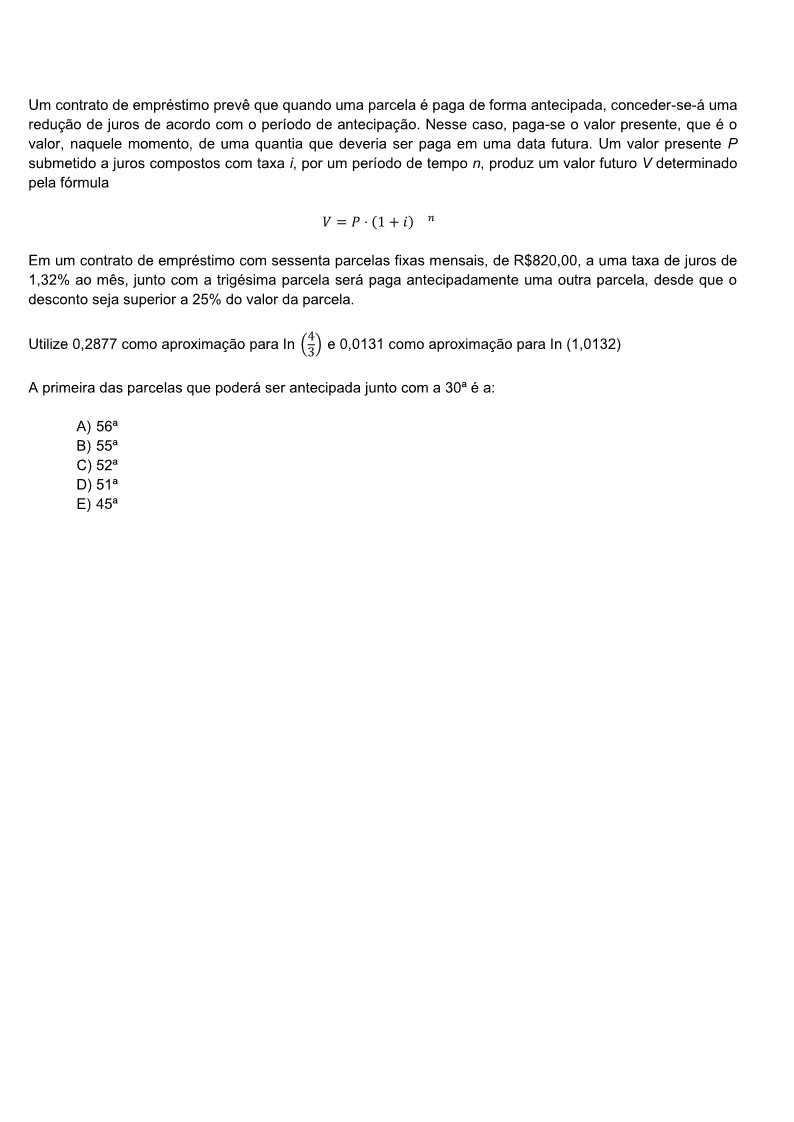 Um contrato de empréstimo prevê que quando uma parcela é paga de forma antecipada, conceder-se-á uma
redução de juros de acordo com o período de antecipação. Nesse caso, paga-se o valor presente, que é o
valor, naquele momento, de uma quantia que deveria ser paga em uma data futura. Um valor presente P
submetido a juros compostos com taxa i, por um período de tempo n, produz um valor futuro V determinado
pela fórmula
V = P · (1 + i) ⁿ
Em um contrato de empréstimo com sessenta parcelas fixas mensais, de R$820,00, a uma taxa de juros de
1,32% ao mês, junto com a trigésima parcela será paga antecipadamente uma outra parcela, desde que o
desconto seja superior a 25% do valor da parcela.
Utilize 0,2877 como aproximação para In (4/3) e 0,0131 como aproximação para In (1,0132)
A primeira das parcelas que poderá ser antecipada junto com a 30ª é a:
A) 56ª
B) 55ª
C) 52ª
D) 51ª
E) 45ª